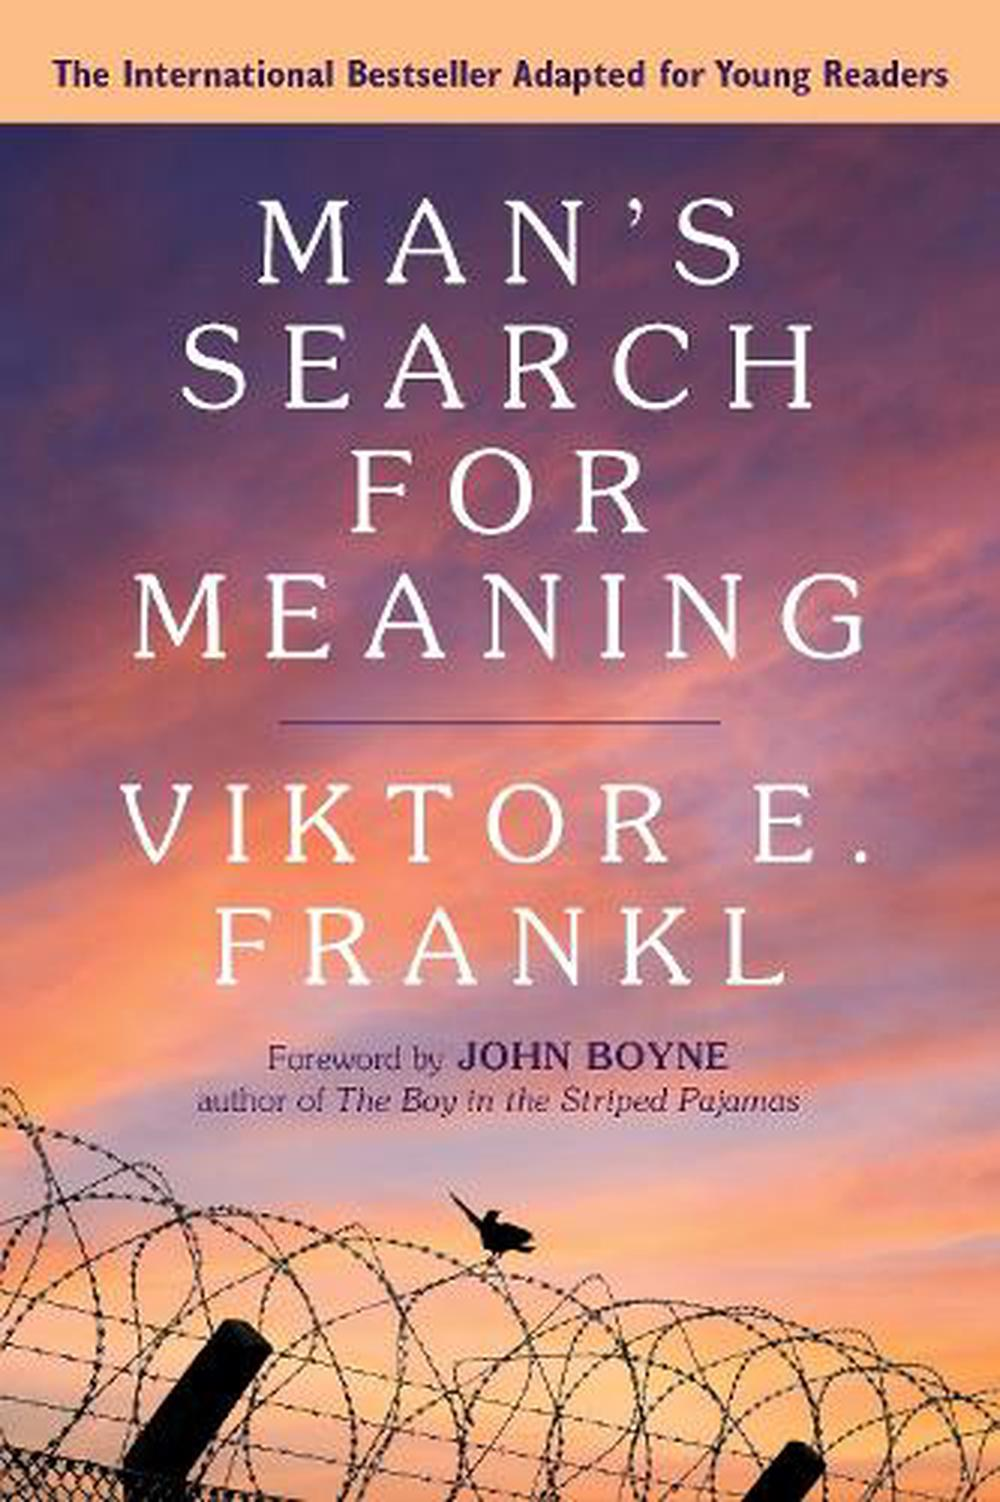 The International Bestseller Adapted for Young Readers
MAN'S
SEARCH
FOR
MEANING
VIKTOR E.
FRANKL
Foreword by JOHN BOYNE
author of The Boy in the Striped Pajamas